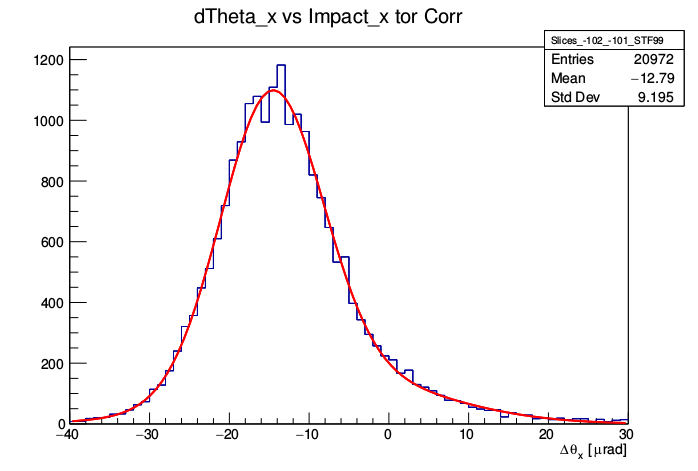 dTheta_x vs Impact_x tor Corr
Slices_-102_-101_STF99
Entries 20972
Mean −12.79
Std Dev 9.195
1200
1000
800
600
400
200
0
−40 −30 −20 −10 0 10 20 30
Δθx [μrad]